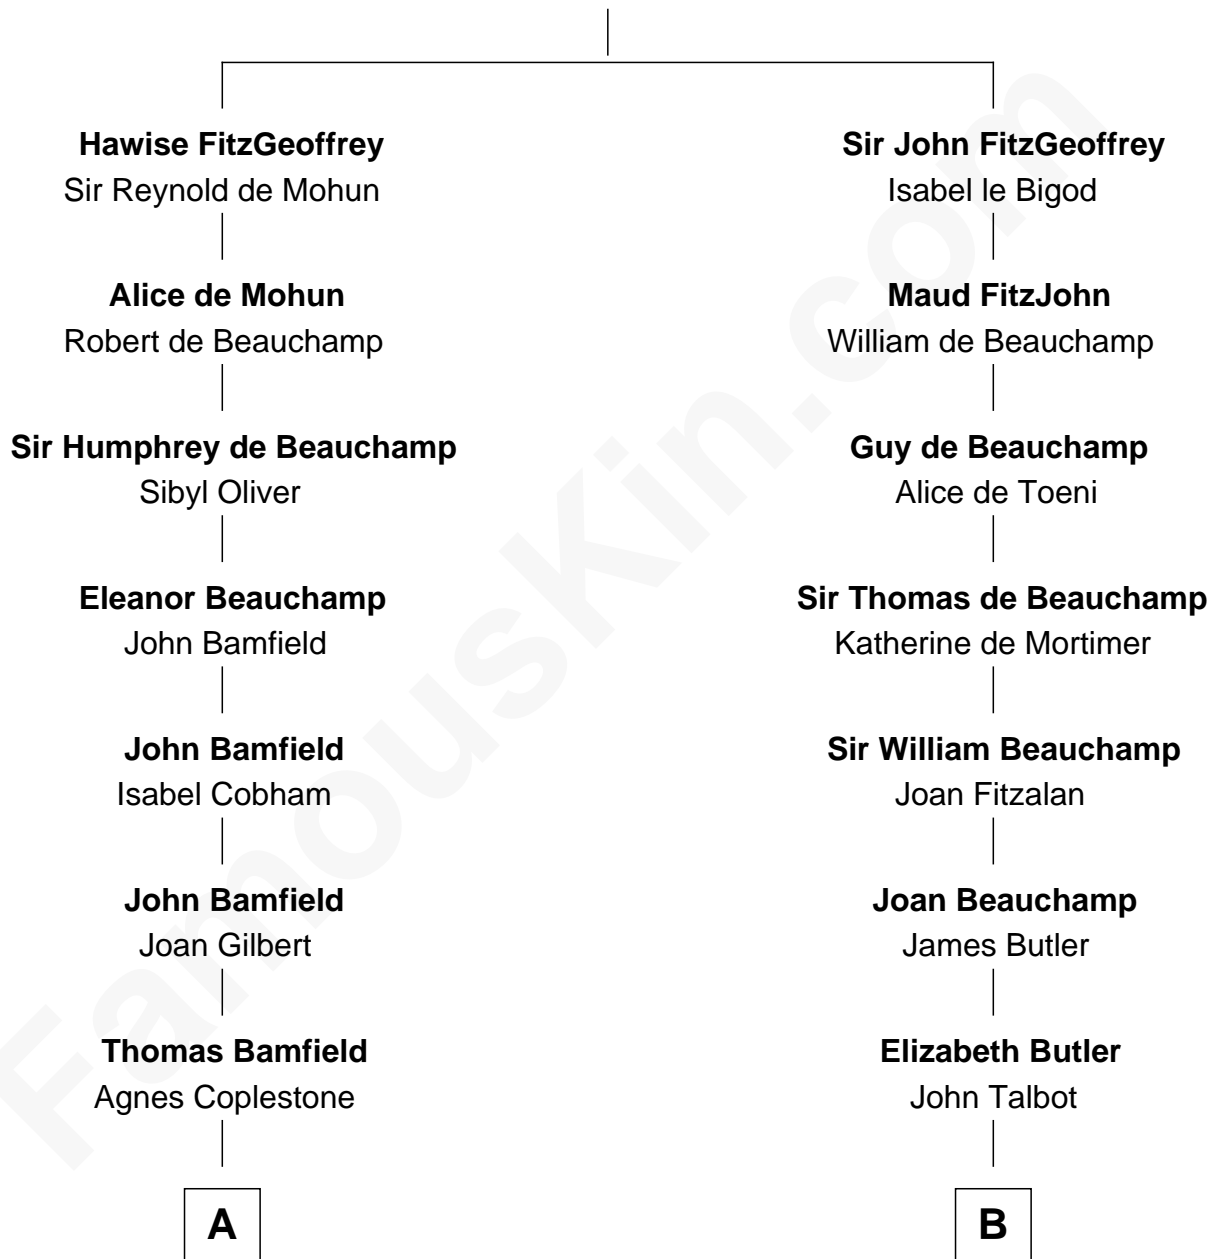 Hawise FitzGeoffrey
Sir Reynold de Mohun
Alice de Mohun
Robert de Beauchamp
Sir Humphrey de Beauchamp
Sibyl Oliver
Eleanor Beauchamp
John Bamfield
John Bamfield
Isabel Cobham
John Bamfield
Joan Gilbert
Thomas Bamfield
Agnes Coplestone
A
Sir John FitzGeoffrey
Isabel le Bigod
Maud FitzJohn
William de Beauchamp
Guy de Beauchamp
Alice de Toeni
Sir Thomas de Beauchamp
Katherine de Mortimer
Sir William Beauchamp
Joan Fitzalan
Joan Beauchamp
James Butler
Elizabeth Butler
John Talbot
B
FamousKin.com